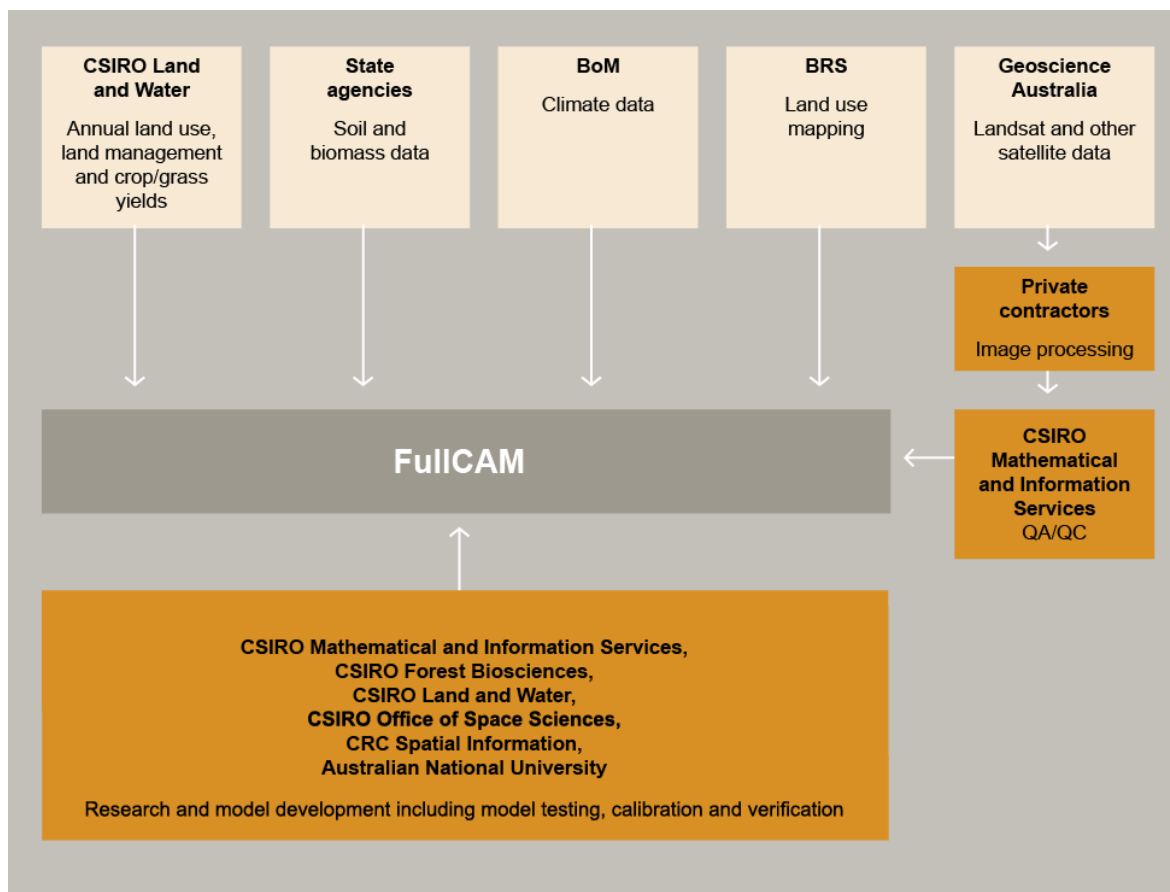 CSIRO Land
and Water
Annual land use,
land management
and crop/grass
yields
State
agencies
Soil and
biomass data
BoM
Climate data
BRS
Land use
mapping
Geoscience
Australia
Landsat and other
satellite data
Private
contractors
Image processing
FullCAM
CSIRO
Mathematical
and Information
Services
QA/QC
CSIRO Mathematical and Information Services,
CSIRO Forest Biosciences,
CSIRO Land and Water,
CSIRO Office of Space Sciences,
CRC Spatial Information,
Australian National University
Research and model development including model testing, calibration and verification